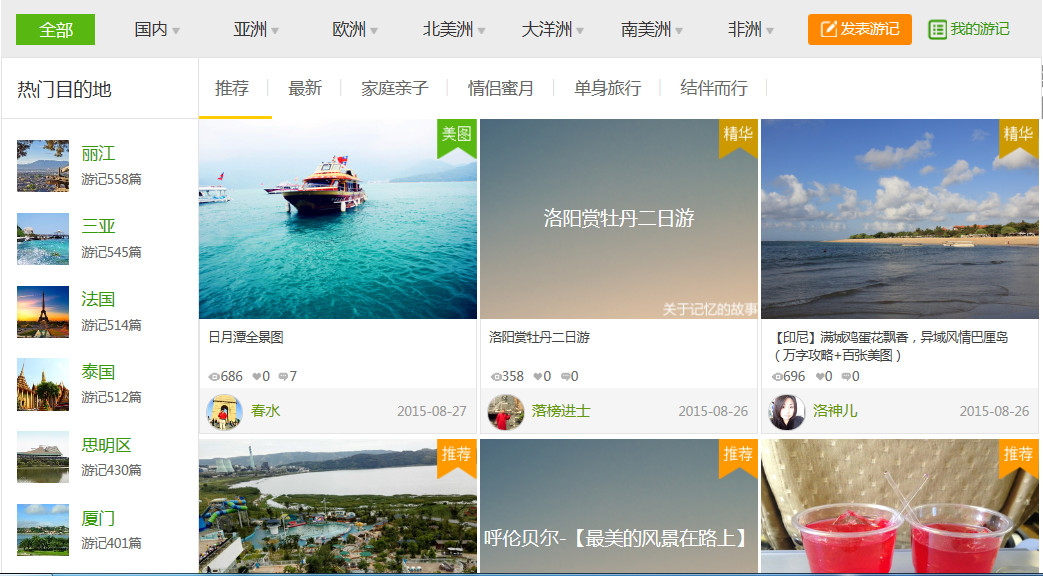 全部 国内 亚洲 欧洲 北美洲 大洋洲 南美洲 非洲 发表游记 我的游记
热门目的地
推荐 最新 家庭亲子 情侣蜜月 单身旅行 结伴而行
丽江
游记558篇
三亚
游记545篇
法国
游记514篇
泰国
游记512篇
思明区
游记430篇
厦门
游记401篇
美图
日月潭全景图
686 0 7
春水 2015-08-27
精华
洛阳赏牡丹二日游
关于记忆的故事
洛阳赏牡丹二日游
358 0 0
落榜进士 2015-08-26
精华
【印尼】满城鸡蛋花飘香，异域风情巴厘岛
（万字攻略+百张美图）
696 0 0
洛神儿 2015-08-26
推荐
推荐
呼伦贝尔-【最美的风景在路上】
推荐